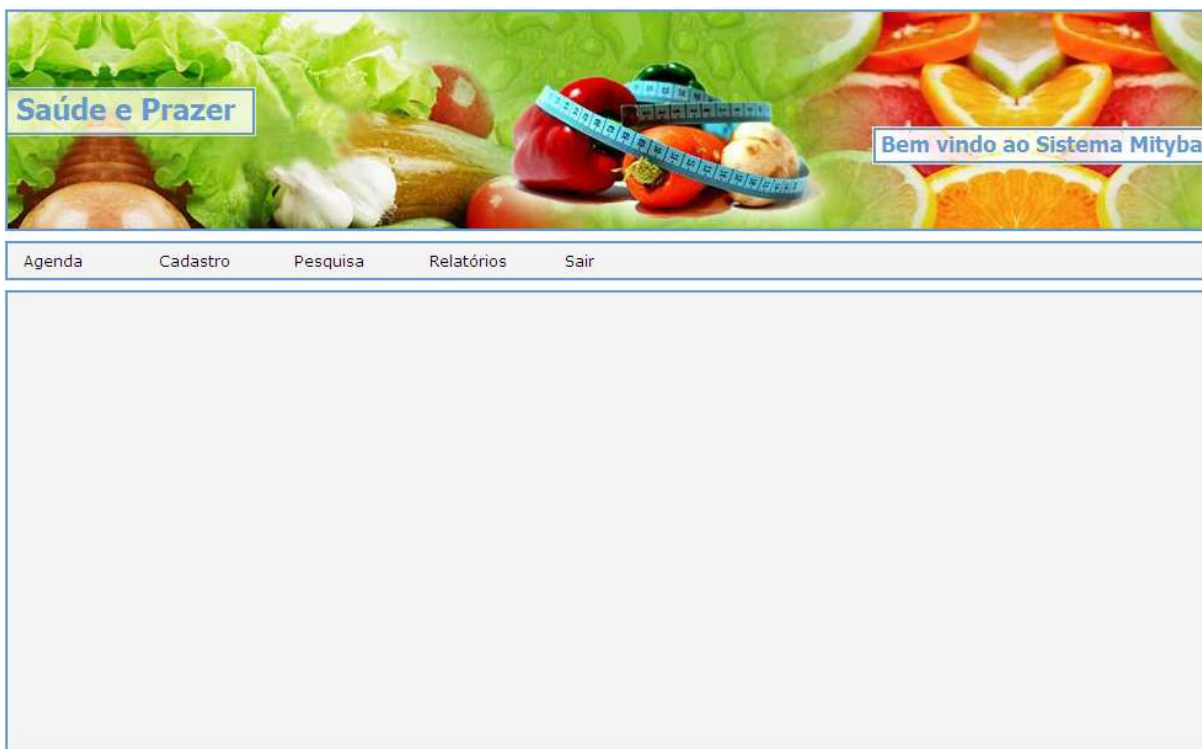 Saúde e Prazer
Bem vindo ao Sistema Mityba
Agenda Cadastro Pesquisa Relatórios Sair